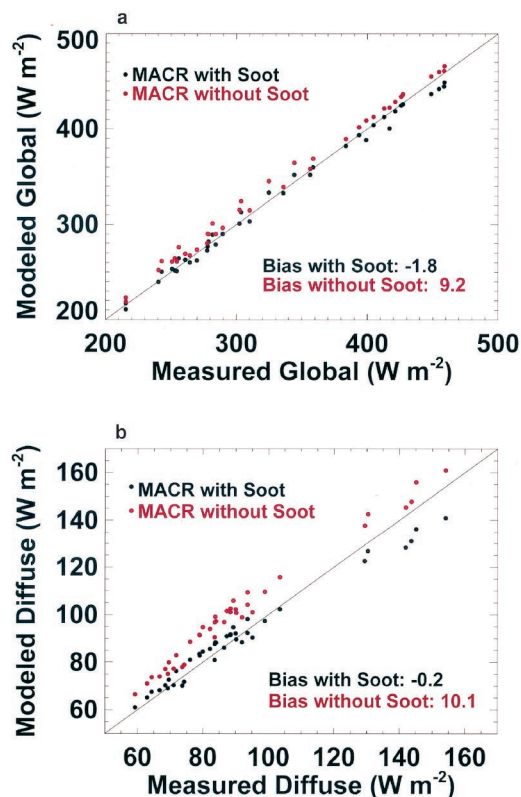 a
500
400
300
200
Modeled Global (W m⁻²)
MACR with Soot
MACR without Soot
Bias with Soot: -1.8
Bias without Soot: 9.2
200 300 400 500
Measured Global (W m⁻²)
b
160
140
120
100
80
60
Modeled Diffuse (W m⁻²)
MACR with Soot
MACR without Soot
Bias with Soot: -0.2
Bias without Soot: 10.1
60 80 100 120 140 160
Measured Diffuse (W m⁻²)